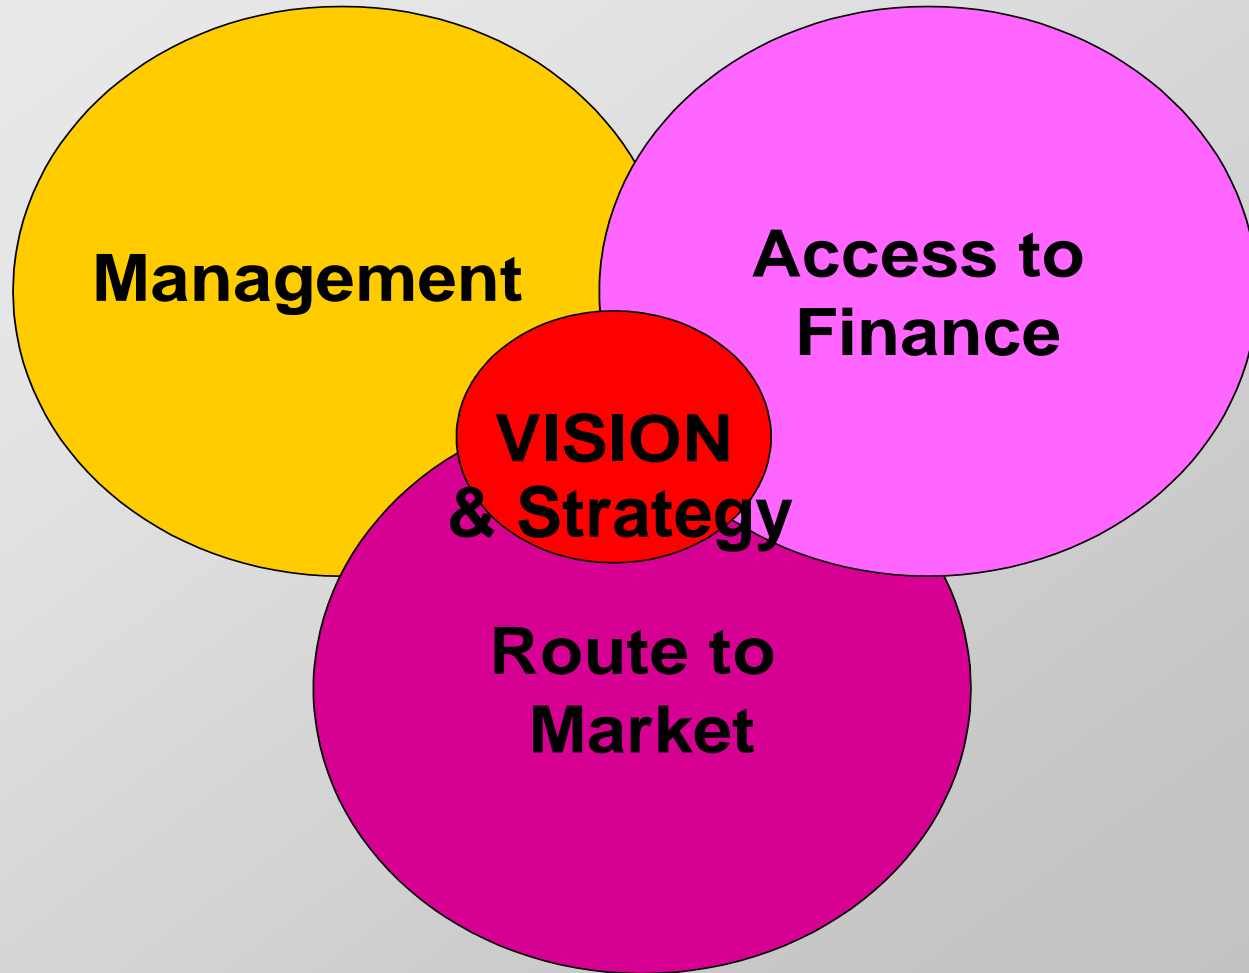 Management
Access to
Finance
VISION
& Strategy
Route to
Market